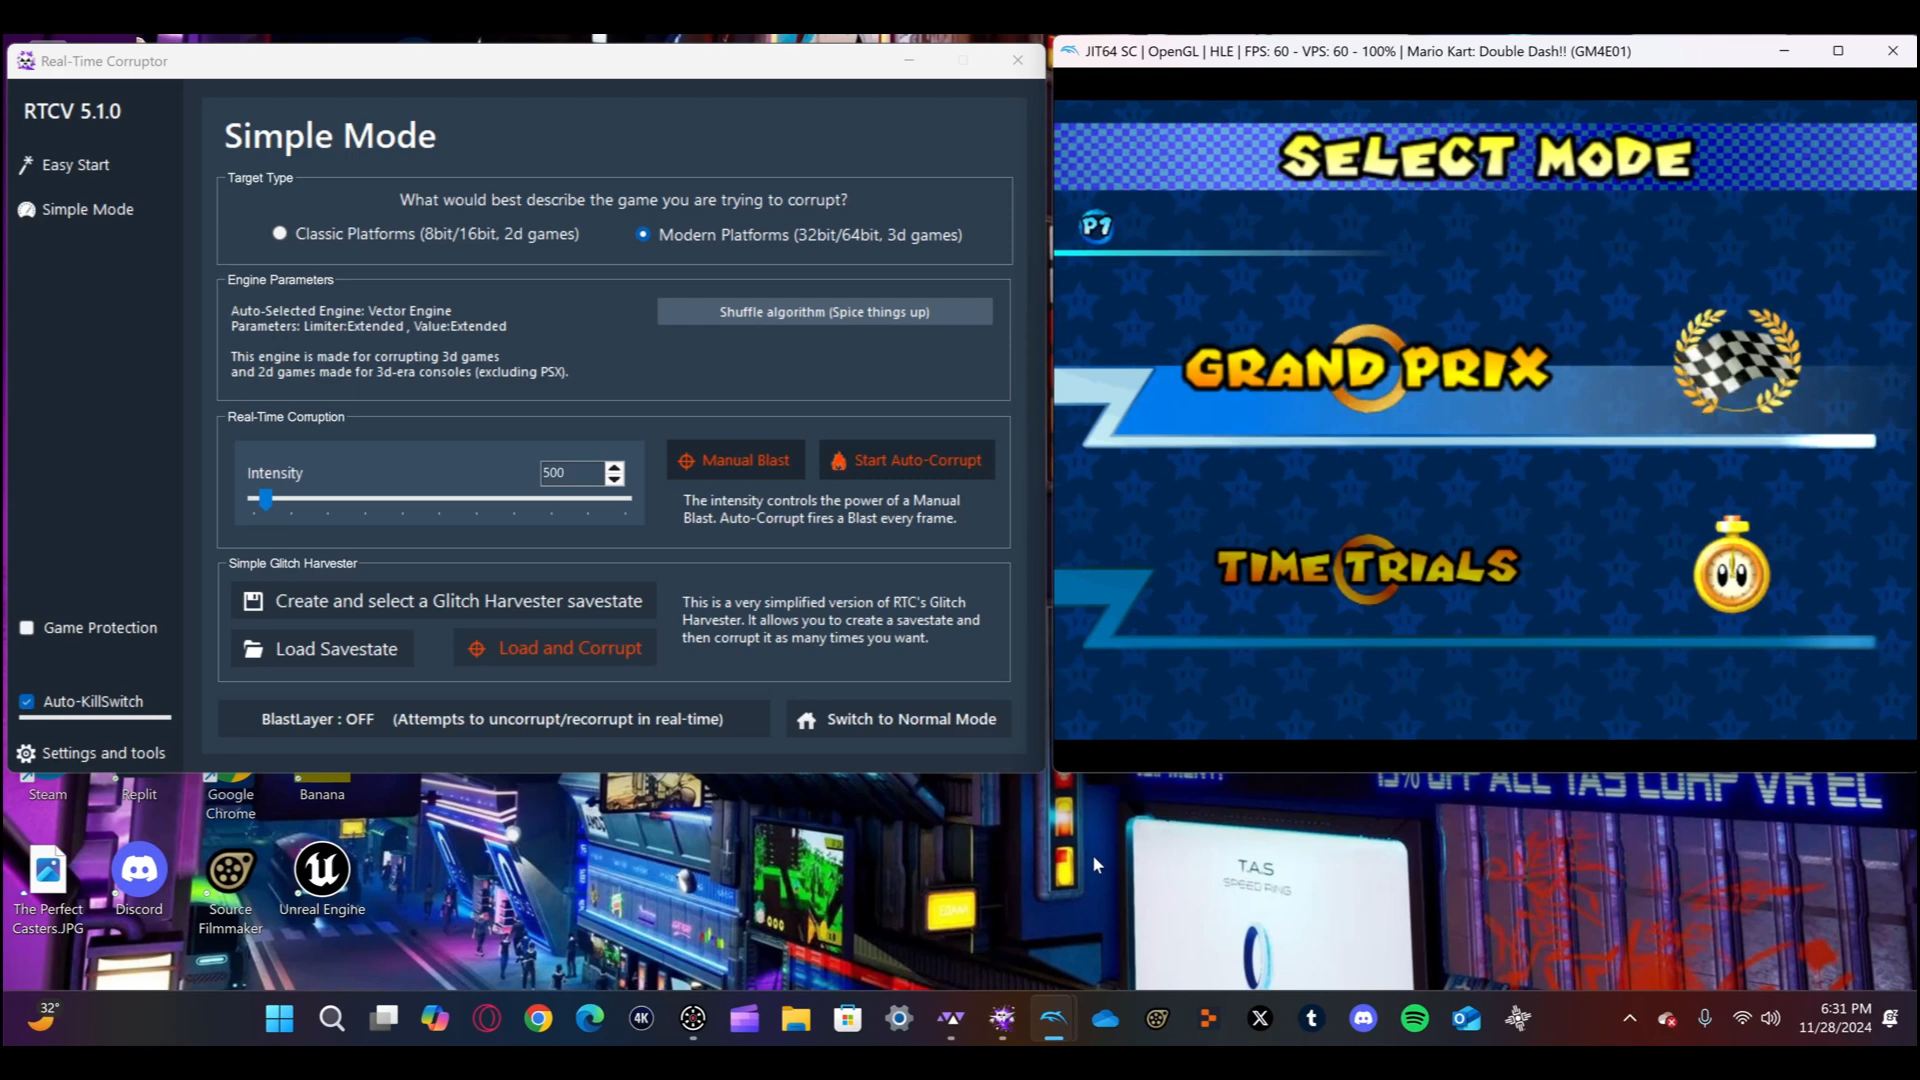 Real-Time Corruptor
RTCV 5.1.0
Easy Start
Simple Mode
Game Protection
Auto-KillSwitch
Settings and tools
Simple Mode
Target Type
What would best describe the game you are trying to corrupt?
Classic Platforms (8bit/16bit, 2d games)
Modern Platforms (32bit/64bit, 3d games)
Engine Parameters
Auto-Selected Engine: Vector Engine
Parameters: Limiter:Extended , Value:Extended
This engine is made for corrupting 3d games
and 2d games made for 3d-era consoles (excluding PSX).
Shuffle algorithm (Spice things up)
Real-Time Corruption
Intensity
500
Manual Blast
Start Auto-Corrupt
The intensity controls the power of a Manual
Blast. Auto-Corrupt fires a Blast every frame.
Simple Glitch Harvester
Create and select a Glitch Harvester savestate
Load Savestate
Load and Corrupt
This is a very simplified version of RTC's Glitch
Harvester. It allows you to create a savestate and
then corrupt it as many times you want.
BlastLayer : OFF (Attempts to uncorrupt/recorrupt in real-time)
Switch to Normal Mode
JIT64 SC | OpenGL | HLE | FPS: 60 - VPS: 60 - 100% | Mario Kart: Double Dash!! (GM4E01)
SELECT MODE
P1
GRAND PRIX
TIME TRIALS
Steam
Replit
Google
Chrome
Banana
The Perfect
Casters.JPG
Discord
Source
Filmmaker
Unreal Engine
15% OFF ALL TAS CORP VR EL
T.A.S
SPEED RING
32°
4K
6:31 PM
11/28/2024